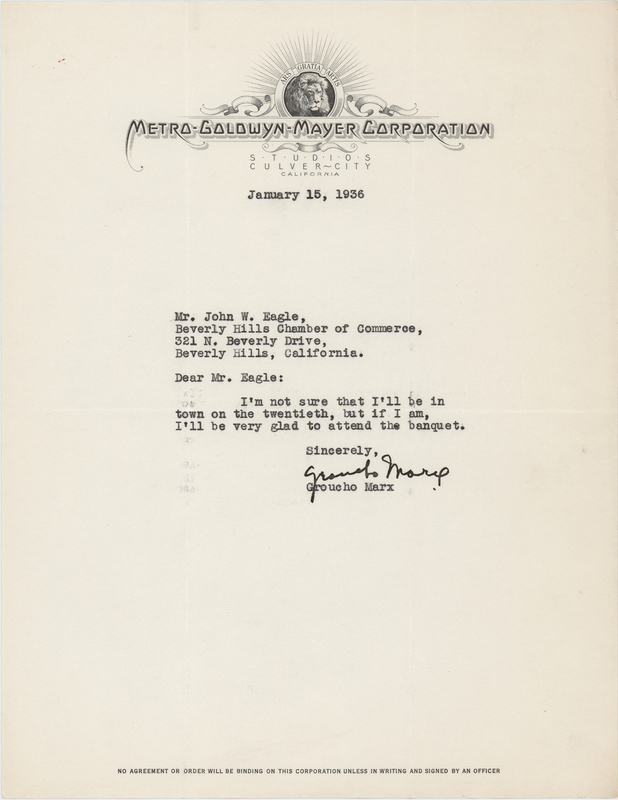 ARS GRATIA ARTIS
METRO-GOLDWYN-MAYER CORPORATION
S·T·U·D·I·O·S
CULVER~CITY
CALIFORNIA
January 15, 1936
Mr. John W. Eagle,
Beverly Hills Chamber of Commerce,
321 N. Beverly Drive,
Beverly Hills, California.
Dear Mr. Eagle:
I'm not sure that I'll be in
town on the twentieth, but if I am,
I'll be very glad to attend the banquet.
Sincerely,
Groucho Marx
Groucho Marx
NO AGREEMENT OR ORDER WILL BE BINDING ON THIS CORPORATION UNLESS IN WRITING AND SIGNED BY AN OFFICER